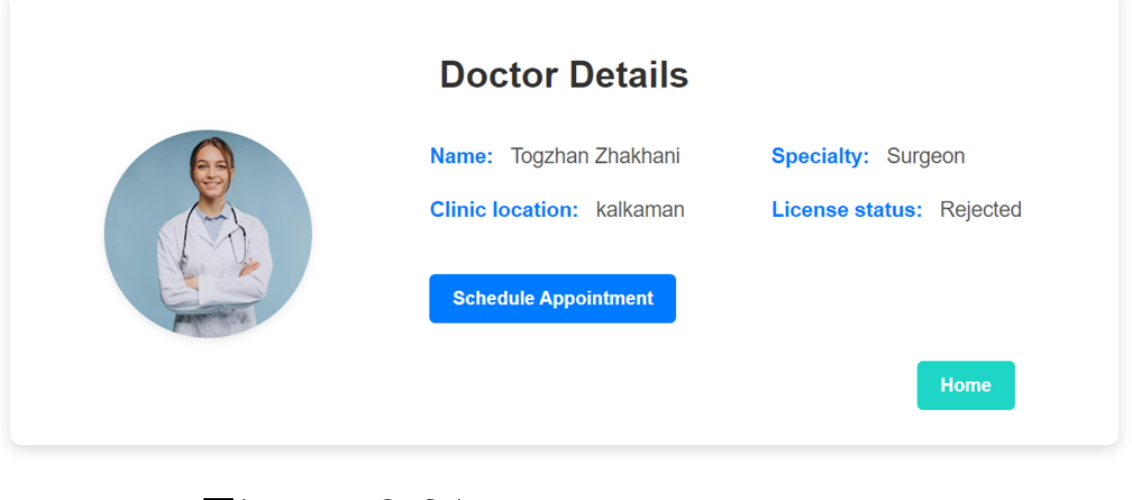 Doctor Details
Name: Togzhan Zhakhani Specialty: Surgeon
Clinic location: kalkaman License status: Rejected
Schedule Appointment
Home